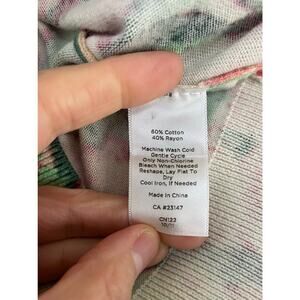 60% Cotton
40% Rayon
Machine Wash Cold
Gentle Cycle
Only Non-Chlorine
Bleach When Needed
Reshape, Lay Flat To
Dry
Cool Iron, If Needed
Made in China
CA #23147
CN122